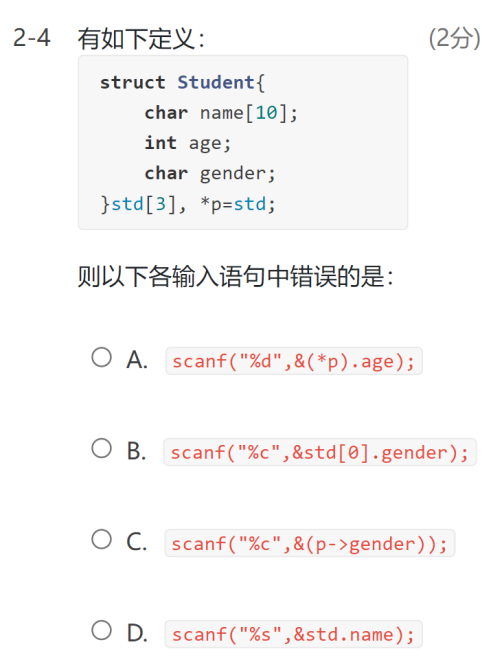 2-4 有如下定义: (2分)
struct Student{
char name[10];
int age;
char gender;
}std[3], *p=std;
则以下各输入语句中错误的是:
A. scanf("%d",&(*p).age);
B. scanf("%c",&std[0].gender);
C. scanf("%c",&(p->gender));
D. scanf("%s",&std.name);